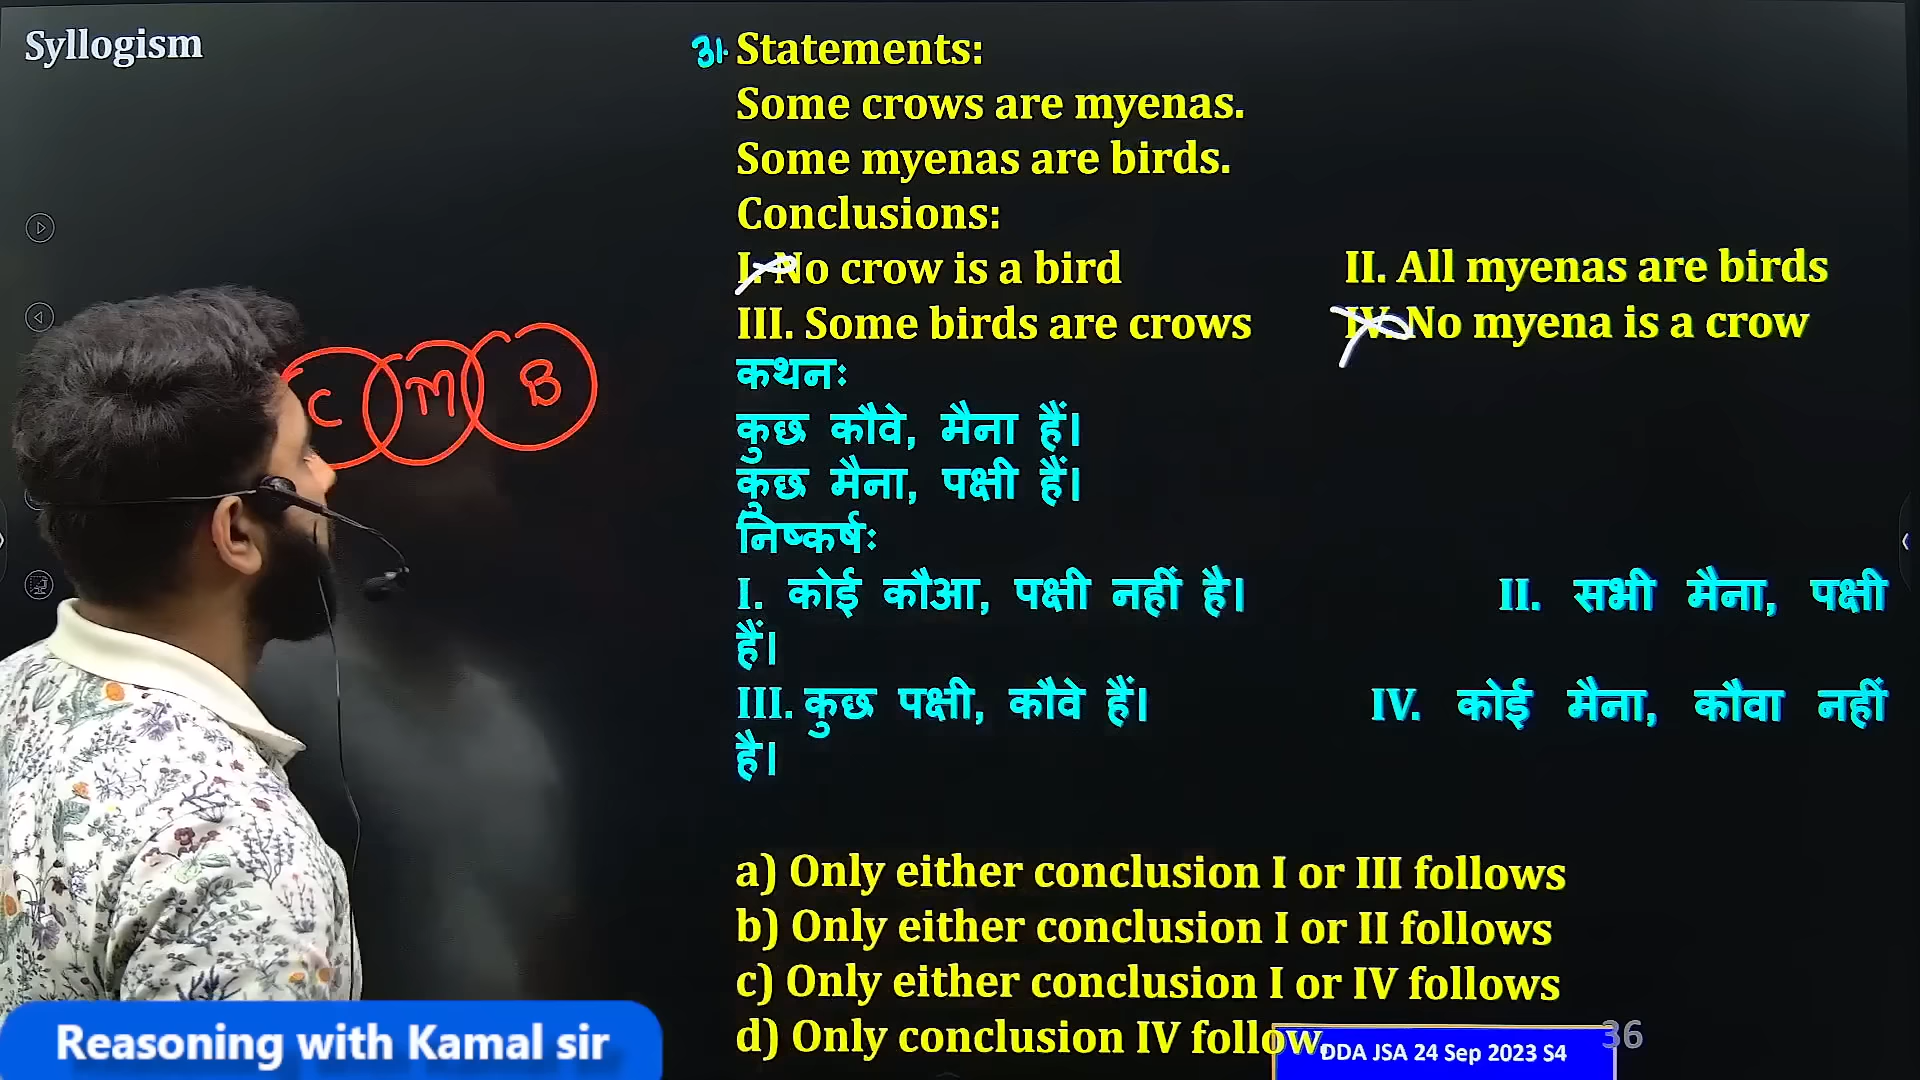 Syllogism
31. Statements:
Some crows are myenas.
Some myenas are birds.
Conclusions:
I. No crow is a bird II. All myenas are birds
III. Some birds are crows IV. No myena is a crow
C M B
कथनः
कुछ कौवे, मैना हैं।
कुछ मैना, पक्षी हैं।
निष्कर्षः
I. कोई कौआ, पक्षी नहीं है। II. सभी मैना, पक्षी
हैं।
III. कुछ पक्षी, कौवे हैं। IV. कोई मैना, कौवा नहीं
है।
a) Only either conclusion I or III follows
b) Only either conclusion I or II follows
c) Only either conclusion I or IV follows
d) Only conclusion IV follow.
DDA JSA 24 Sep 2023 S4
36
Reasoning with Kamal sir